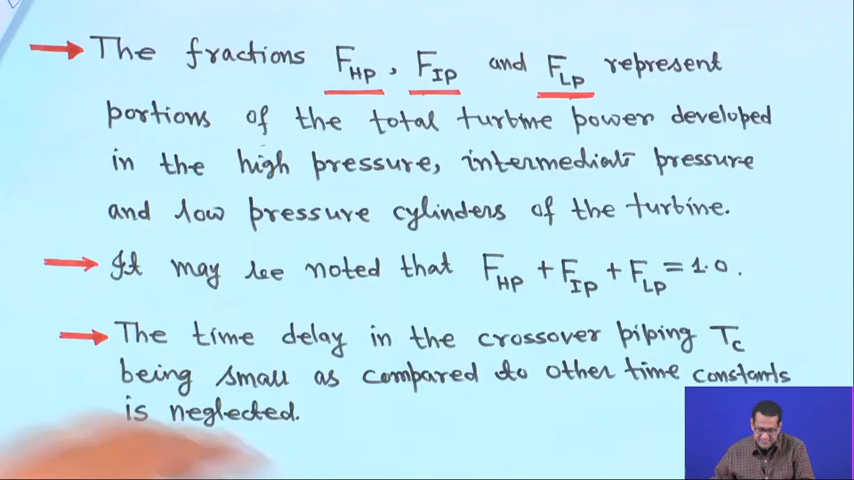 The fractions F_HP, F_IP and F_LP represent
portions of the total turbine power developed
in the high pressure, intermediate pressure
and low pressure cylinders of the turbine.
It may be noted that F_HP + F_IP + F_LP = 1.0.
The time delay in the crossover piping T_c
being small as compared to other time constants
is neglected.